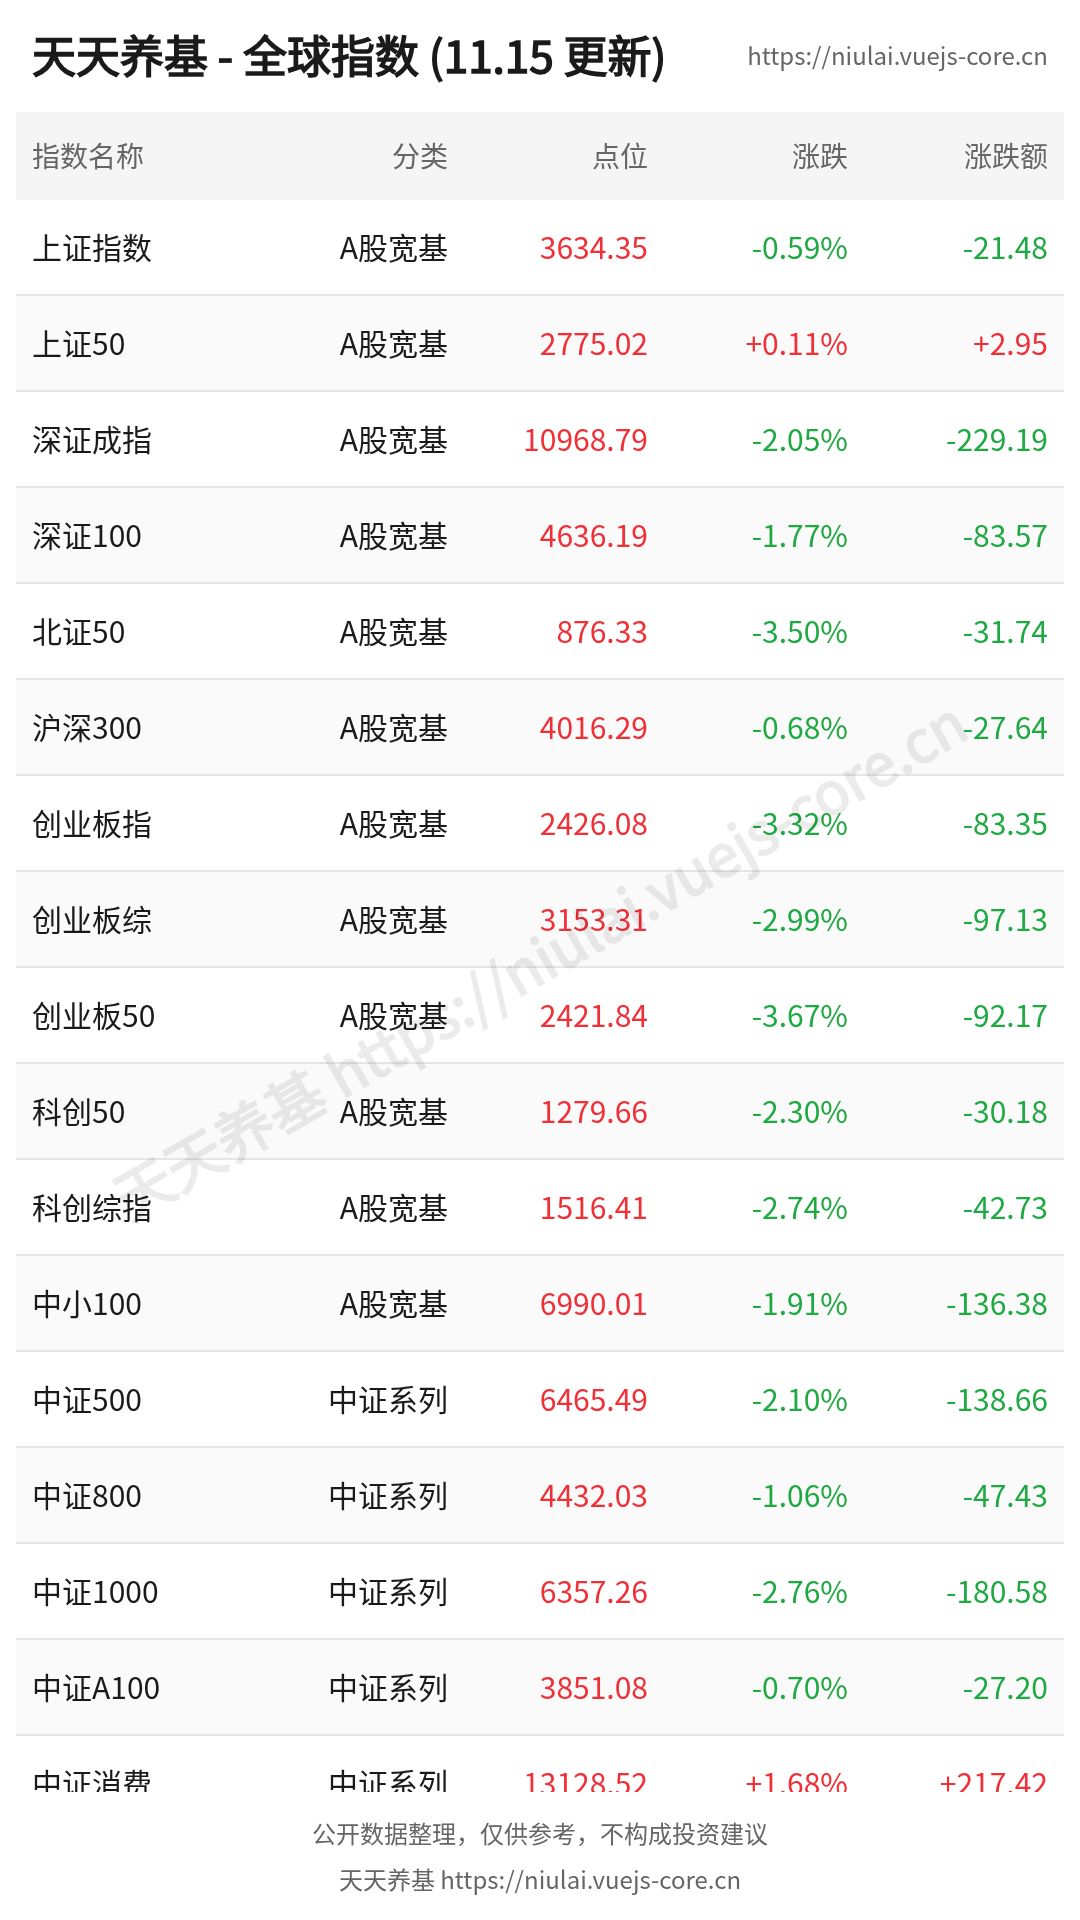 天天养基 - 全球指数 (11.15 更新) https://niulai.vuejs-core.cn
指数名称 分类 点位 涨跌 涨跌额
上证指数 A股宽基 3634.35 -0.59% -21.48
上证50 A股宽基 2775.02 +0.11% +2.95
深证成指 A股宽基 10968.79 -2.05% -229.19
深证100 A股宽基 4636.19 -1.77% -83.57
北证50 A股宽基 876.33 -3.50% -31.74
沪深300 A股宽基 4016.29 -0.68% -27.64
创业板指 A股宽基 2426.08 -3.32% -83.35
创业板综 A股宽基 3153.31 -2.99% -97.13
创业板50 A股宽基 2421.84 -3.67% -92.17
科创50 A股宽基 1279.66 -2.30% -30.18
科创综指 A股宽基 1516.41 -2.74% -42.73
中小100 A股宽基 6990.01 -1.91% -136.38
中证500 中证系列 6465.49 -2.10% -138.66
中证800 中证系列 4432.03 -1.06% -47.43
中证1000 中证系列 6357.26 -2.76% -180.58
中证A100 中证系列 3851.08 -0.70% -27.20
中证消费 中证系列 13128.52 +1.68% +217.42
天天养基 https://niulai.vuejs-core.cn
公开数据整理，仅供参考，不构成投资建议
天天养基 https://niulai.vuejs-core.cn